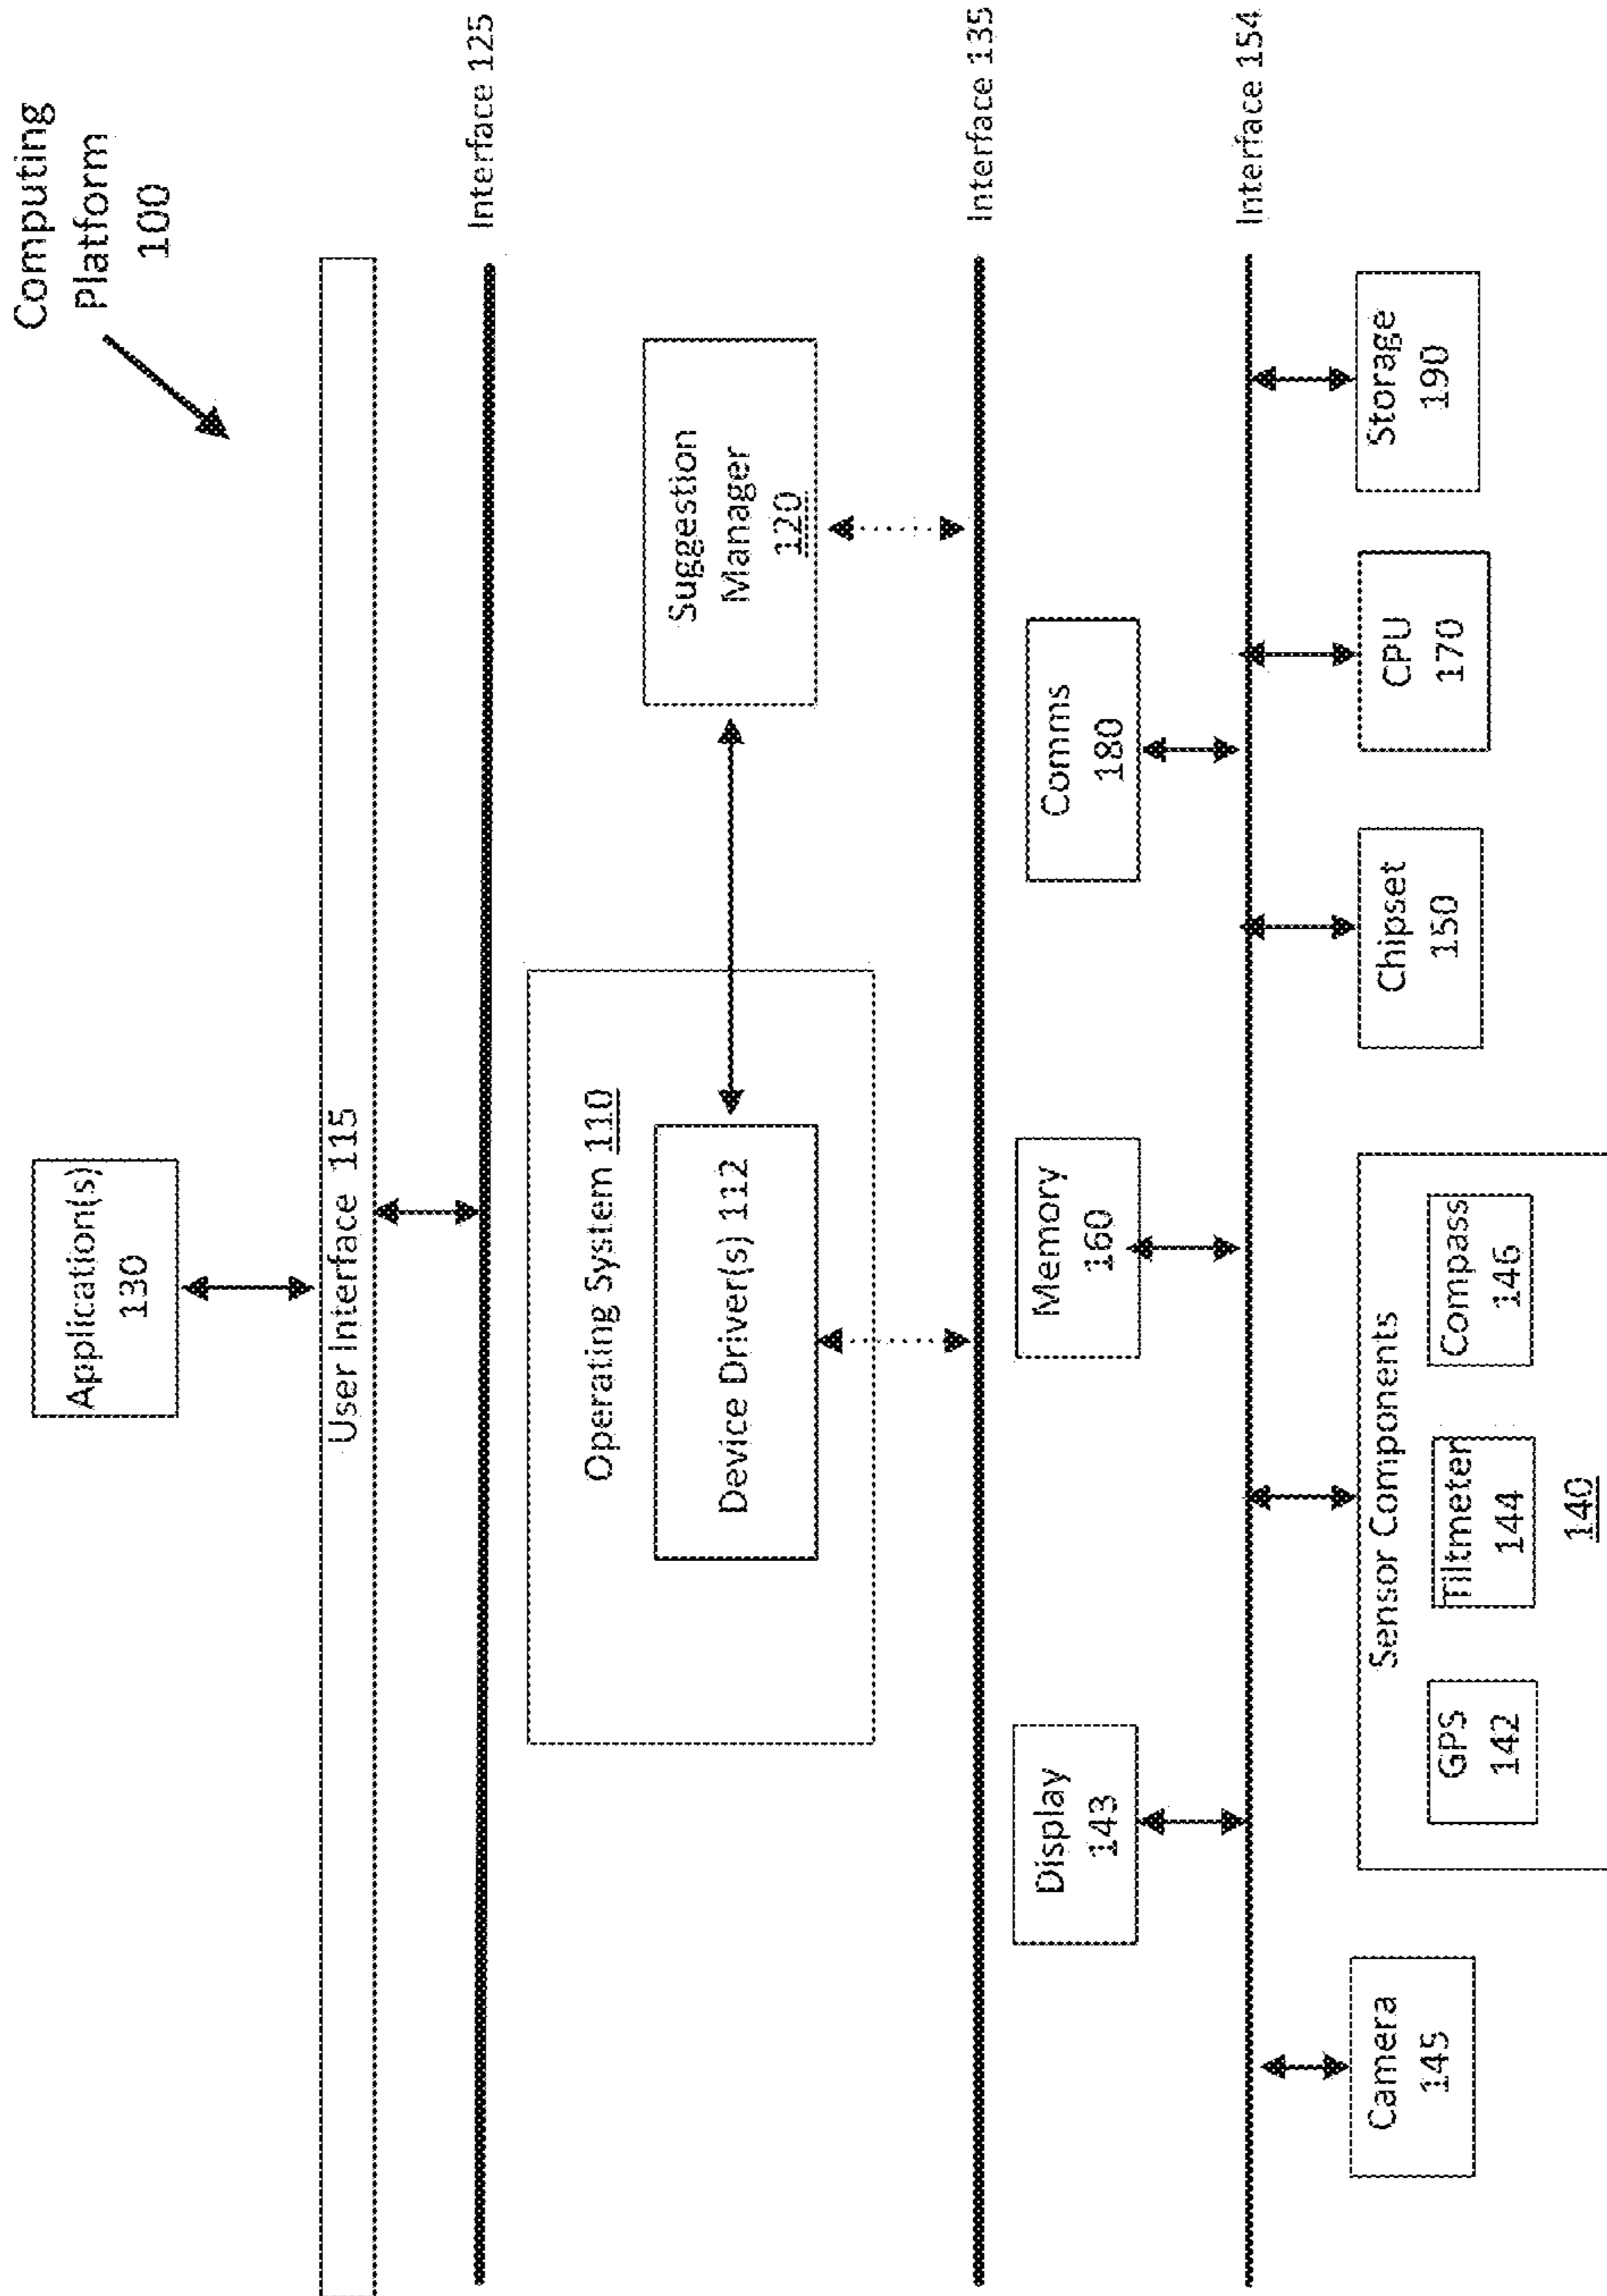 Computing
Platform
100
Application(s)
130
User Interface 115
Interface 125
Operating System 110
Device Driver(s) 112
Suggestion
Manager
120
Interface 135
Display
143
Memory
160
Comms
180
Interface 154
Camera
145
Sensor Components
GPS
142
Tiltmeter
144
Compass
146
140
Chipset
150
CPU
170
Storage
190